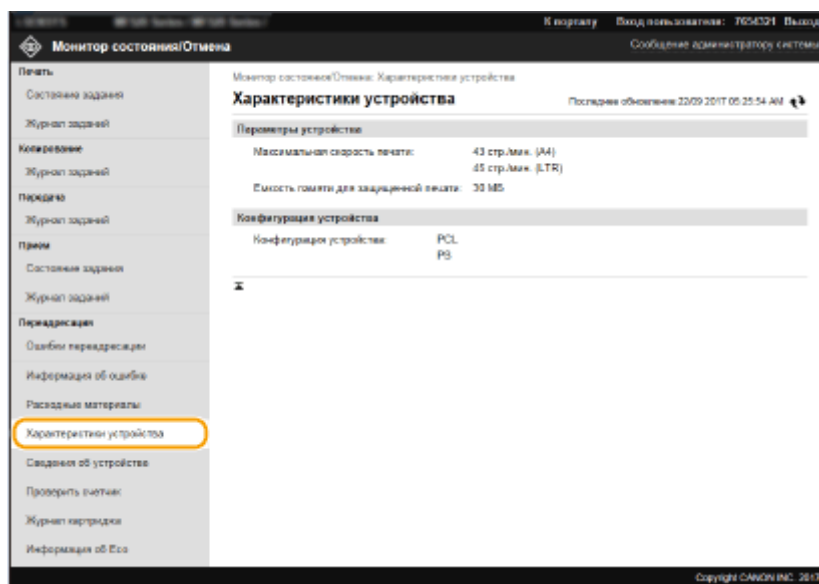 К порталу Вход пользователя: 7654321 Выход
Монитор состояния/Отмена
Сообщение администратору системы
Печать
Состояние задания
Журнал заданий
Копирование
Журнал заданий
Передача
Журнал заданий
Прием
Состояние задания
Журнал заданий
Переадресация
Ошибки переадресации
Информация об ошибке
Расходные материалы
Характеристики устройства
Сведения об устройстве
Проверить счетчик
Журнал картриджа
Информация об Eco
Монитор состояния/Отмена: Характеристики устройства
Характеристики устройства
Последнее обновление: 22/09 2017 05:25:54 AM
Параметры устройства
Максимальная скорость печати: 43 стр./мин. (A4)
45 стр./мин. (LTR)
Емкость памяти для защищенной печати: 30 МБ
Конфигурация устройства
Конфигурация устройства: PCL
PS
Copyright CANON INC. 2017